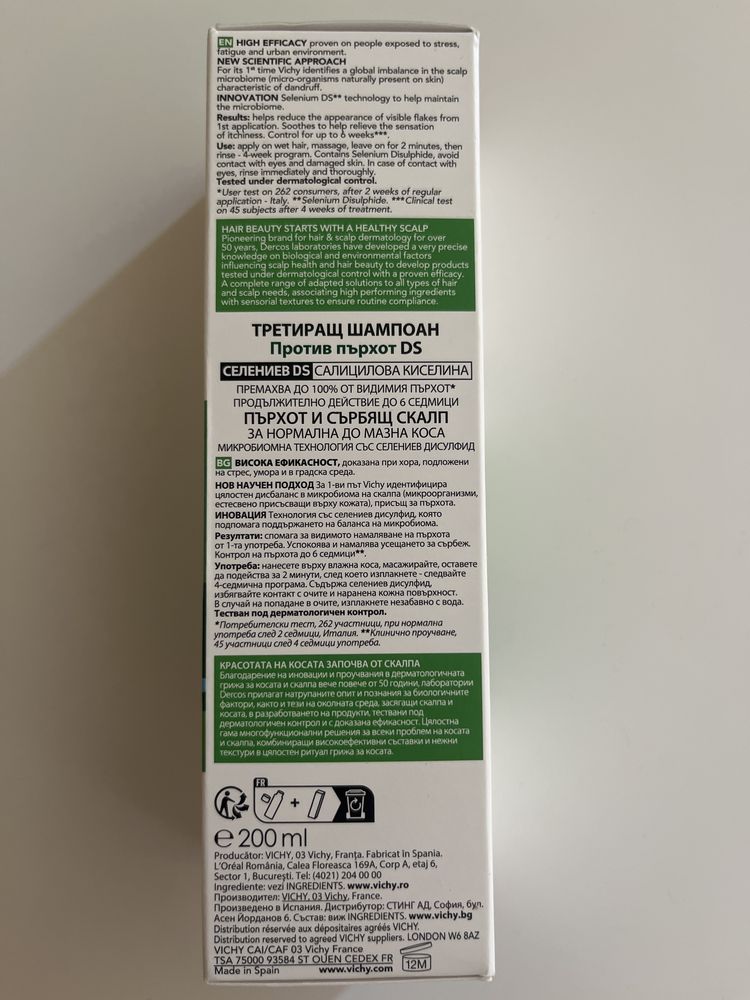 EN HIGH EFFICACY proven on people exposed to stress,
fatigue and urban environment.
NEW SCIENTIFIC APPROACH
For its 1st time Vichy identifies a global imbalance in the scalp
microbiome (micro-organisms naturally present on skin)
characteristic of dandruff.
INNOVATION Selenium DS** technology to help maintain
the microbiome.
Results: helps reduce the appearance of visible flakes from
1st application. Soothes to help relieve the sensation
of itchiness. Control for up to 6 weeks***.
Use: apply on wet hair, massage, leave on for 2 minutes, then
rinse - 4-week program. Contains Selenium Disulphide, avoid
contact with eyes and damaged skin. In case of contact with
eyes, rinse immediately and thoroughly.
Tested under dermatological control.
*User test on 262 consumers, after 2 weeks of regular
application - Italy. **Selenium Disulphide. ***Clinical test
on 45 subjects after 4 weeks of treatment.
HAIR BEAUTY STARTS WITH A HEALTHY SCALP
Pioneering brand for hair & scalp dermatology for over
50 years, Dercos laboratories have developed a very precise
knowledge on biological and environmental factors
influencing scalp health and hair beauty to develop products
tested under dermatological control with a proven efficacy.
A complete range of adapted solutions to all types of hair
and scalp needs, associating high performing ingredients
with sensorial textures to ensure routine compliance.
ТРЕТИРАЩ ШАМПОАН
Против пърхот DS
СЕЛЕНИЕВ DS САЛИЦИЛОВА КИСЕЛИНА
ПРЕМАХВА ДО 100% ОТ ВИДИМИЯ ПЪРХОТ*
ПРОДЪЛЖИТЕЛНО ДЕЙСТВИЕ ДО 6 СЕДМИЦИ
ПЪРХОТ И СЪРБЯЩ СКАЛП
ЗА НОРМАЛНА ДО МАЗНА КОСА
МИКРОБИОМНА ТЕХНОЛОГИЯ СЪС СЕЛЕНИЕВ ДИСУЛФИД
BG ВИСОКА ЕФИКАСНОСТ, доказана при хора, подложени
на стрес, умора и в градска среда.
НОВ НАУЧЕН ПОДХОД За 1-ви път Vichy идентифицира
цялостен дисбаланс в микробиома на скалпа (микроорганизми,
естесвено присъсващи върху кожата), присъщ за пърхота.
ИНОВАЦИЯ Технология със селениев дисулфид, която
подпомага поддържането на баланса на микробиома.
Резултати: спомага за видимото намаляване на пърхота
от 1-та употреба. Успокоява и намалява усещането за сърбеж.
Контрол на пърхота до 6 седмици**.
Употреба: нанесете върху влажна коса, масажирайте, оставете
да подейства за 2 минути, след което изплакнете - следвайте
4-седмична програма. Съдържа селениев дисулфид,
избягвайте контакт с очите и наранена кожна повърхност.
В случай на попадане в очите, изплакнете незабавно с вода.
Тестван под дерматологичен контрол.
*Потребителски тест, 262 участници, при нормална
употреба след 2 седмици, Италия. **Клинично проучване,
45 участници след 4 седмици употреба.
КРАСОТАТА НА КОСАТА ЗАПОЧВА ОТ СКАЛПА
Благодарение на иновации и проучвания в дерматологичната
грижа за косата и скалпа вече повече от 50 години, лаборатории
Dercos прилагат натрупаните опит и познания за биологичните
фактори, както и тези на околната среда, засягащи скалпа и
косата, в разработването на продукти, тествани под
дерматологичен контрол и с доказана ефикасност. Цялостна
гама многофункционални решения за всеки проблем на косата
и скалпа, комбиниращи високоефективни съставки и нежни
текстури в цялостен ритуал грижа за косата.
FR
+
e 200 ml
Producător: VICHY, 03 Vichy, Franța. Fabricat în Spania.
L'Oréal România, Calea Floreasca 169A, Corp A, etaj 6,
Sector 1, București. Tel: (4021) 204 00 00
Ingrediente: vezi INGREDIENTS. www.vichy.ro
Производител: VICHY, 03 Vichy, France.
Произведено в Испания. Дистрибутор: СТИНГ АД, София, бул.
Асен Йорданов 6. Състав: виж INGREDIENTS. www.vichy.bg
Distribution réservée aux dépositaires agréés VICHY.
Distribution reserved to agreed VICHY suppliers. LONDON W6 8AZ
VICHY CAI/CAF 03 Vichy France
TSA 75000 93584 ST OUEN CEDEX FR
Made in Spain www.vichy.com 12M